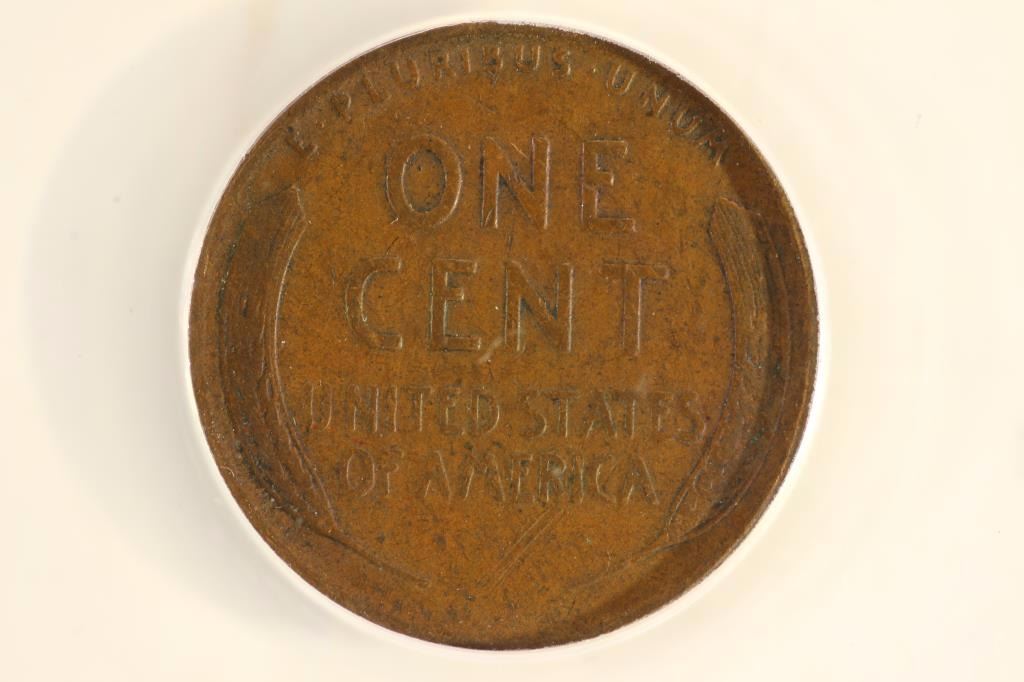 E·PLURIBUS·UNUM
ONE
CENT
UNITED STATES
OF AMERICA